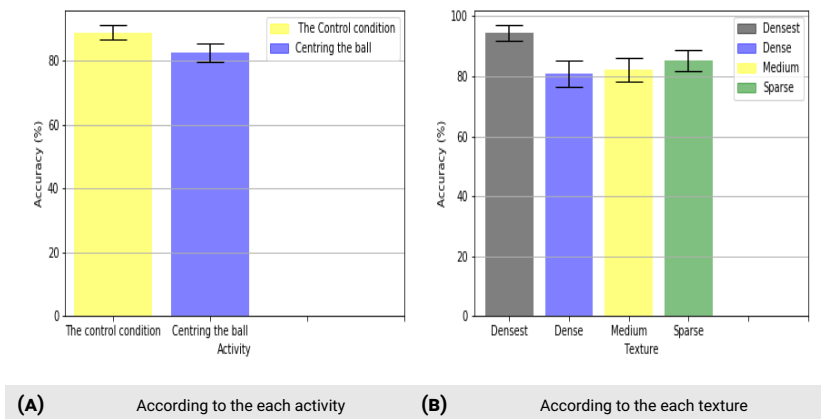 The Control condition
Centring the ball
80
60
40
20
0
Accuracy (%)
The control condition
Centring the ball
Activity
Densest
Dense
Medium
Sparse
100
80
60
40
20
0
Accuracy (%)
Densest
Dense
Medium
Sparse
Texture
(A) According to the each activity
(B) According to the each texture